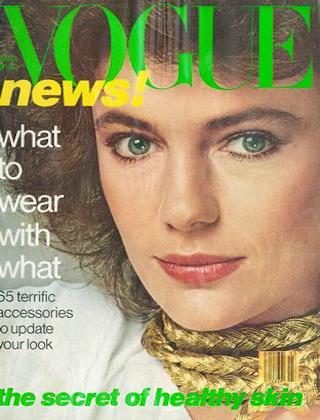 VOGUE
news!
what
to
wear
with
what
65 terrific
accessories
to update
your look
the secret of healthy skin